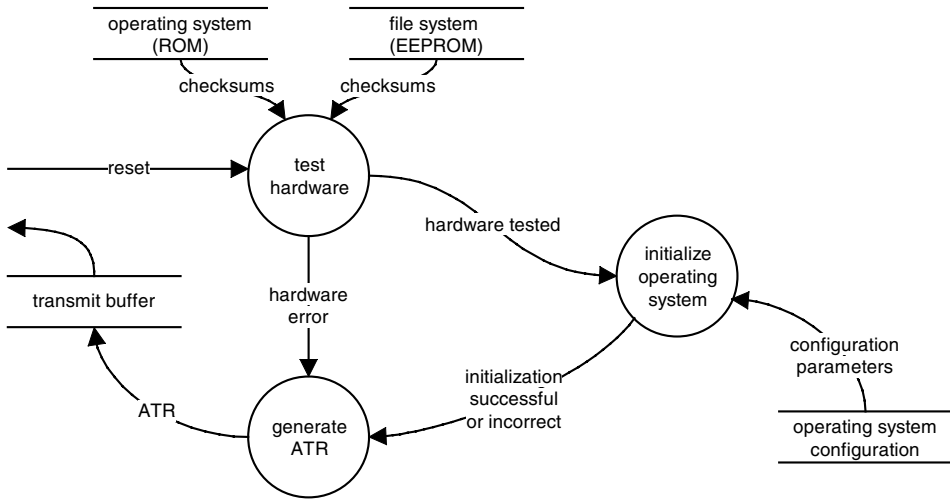 operating system
(ROM)
file system
(EEPROM)
checksums
checksums
reset
test
hardware
hardware tested
initialize
operating
system
transmit buffer
hardware
error
configuration
parameters
initialization
successful
or incorrect
ATR
generate
ATR
operating system
configuration